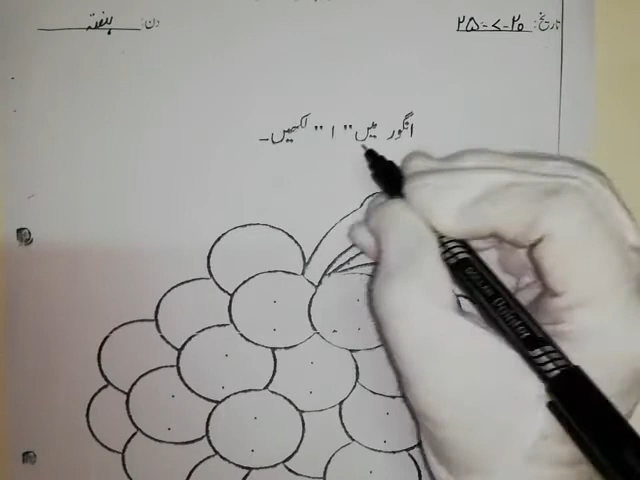 تاریخ: ۲۰-۷-۲۵ دن: ہفتہ
انگور میں "ا" لکھیں۔